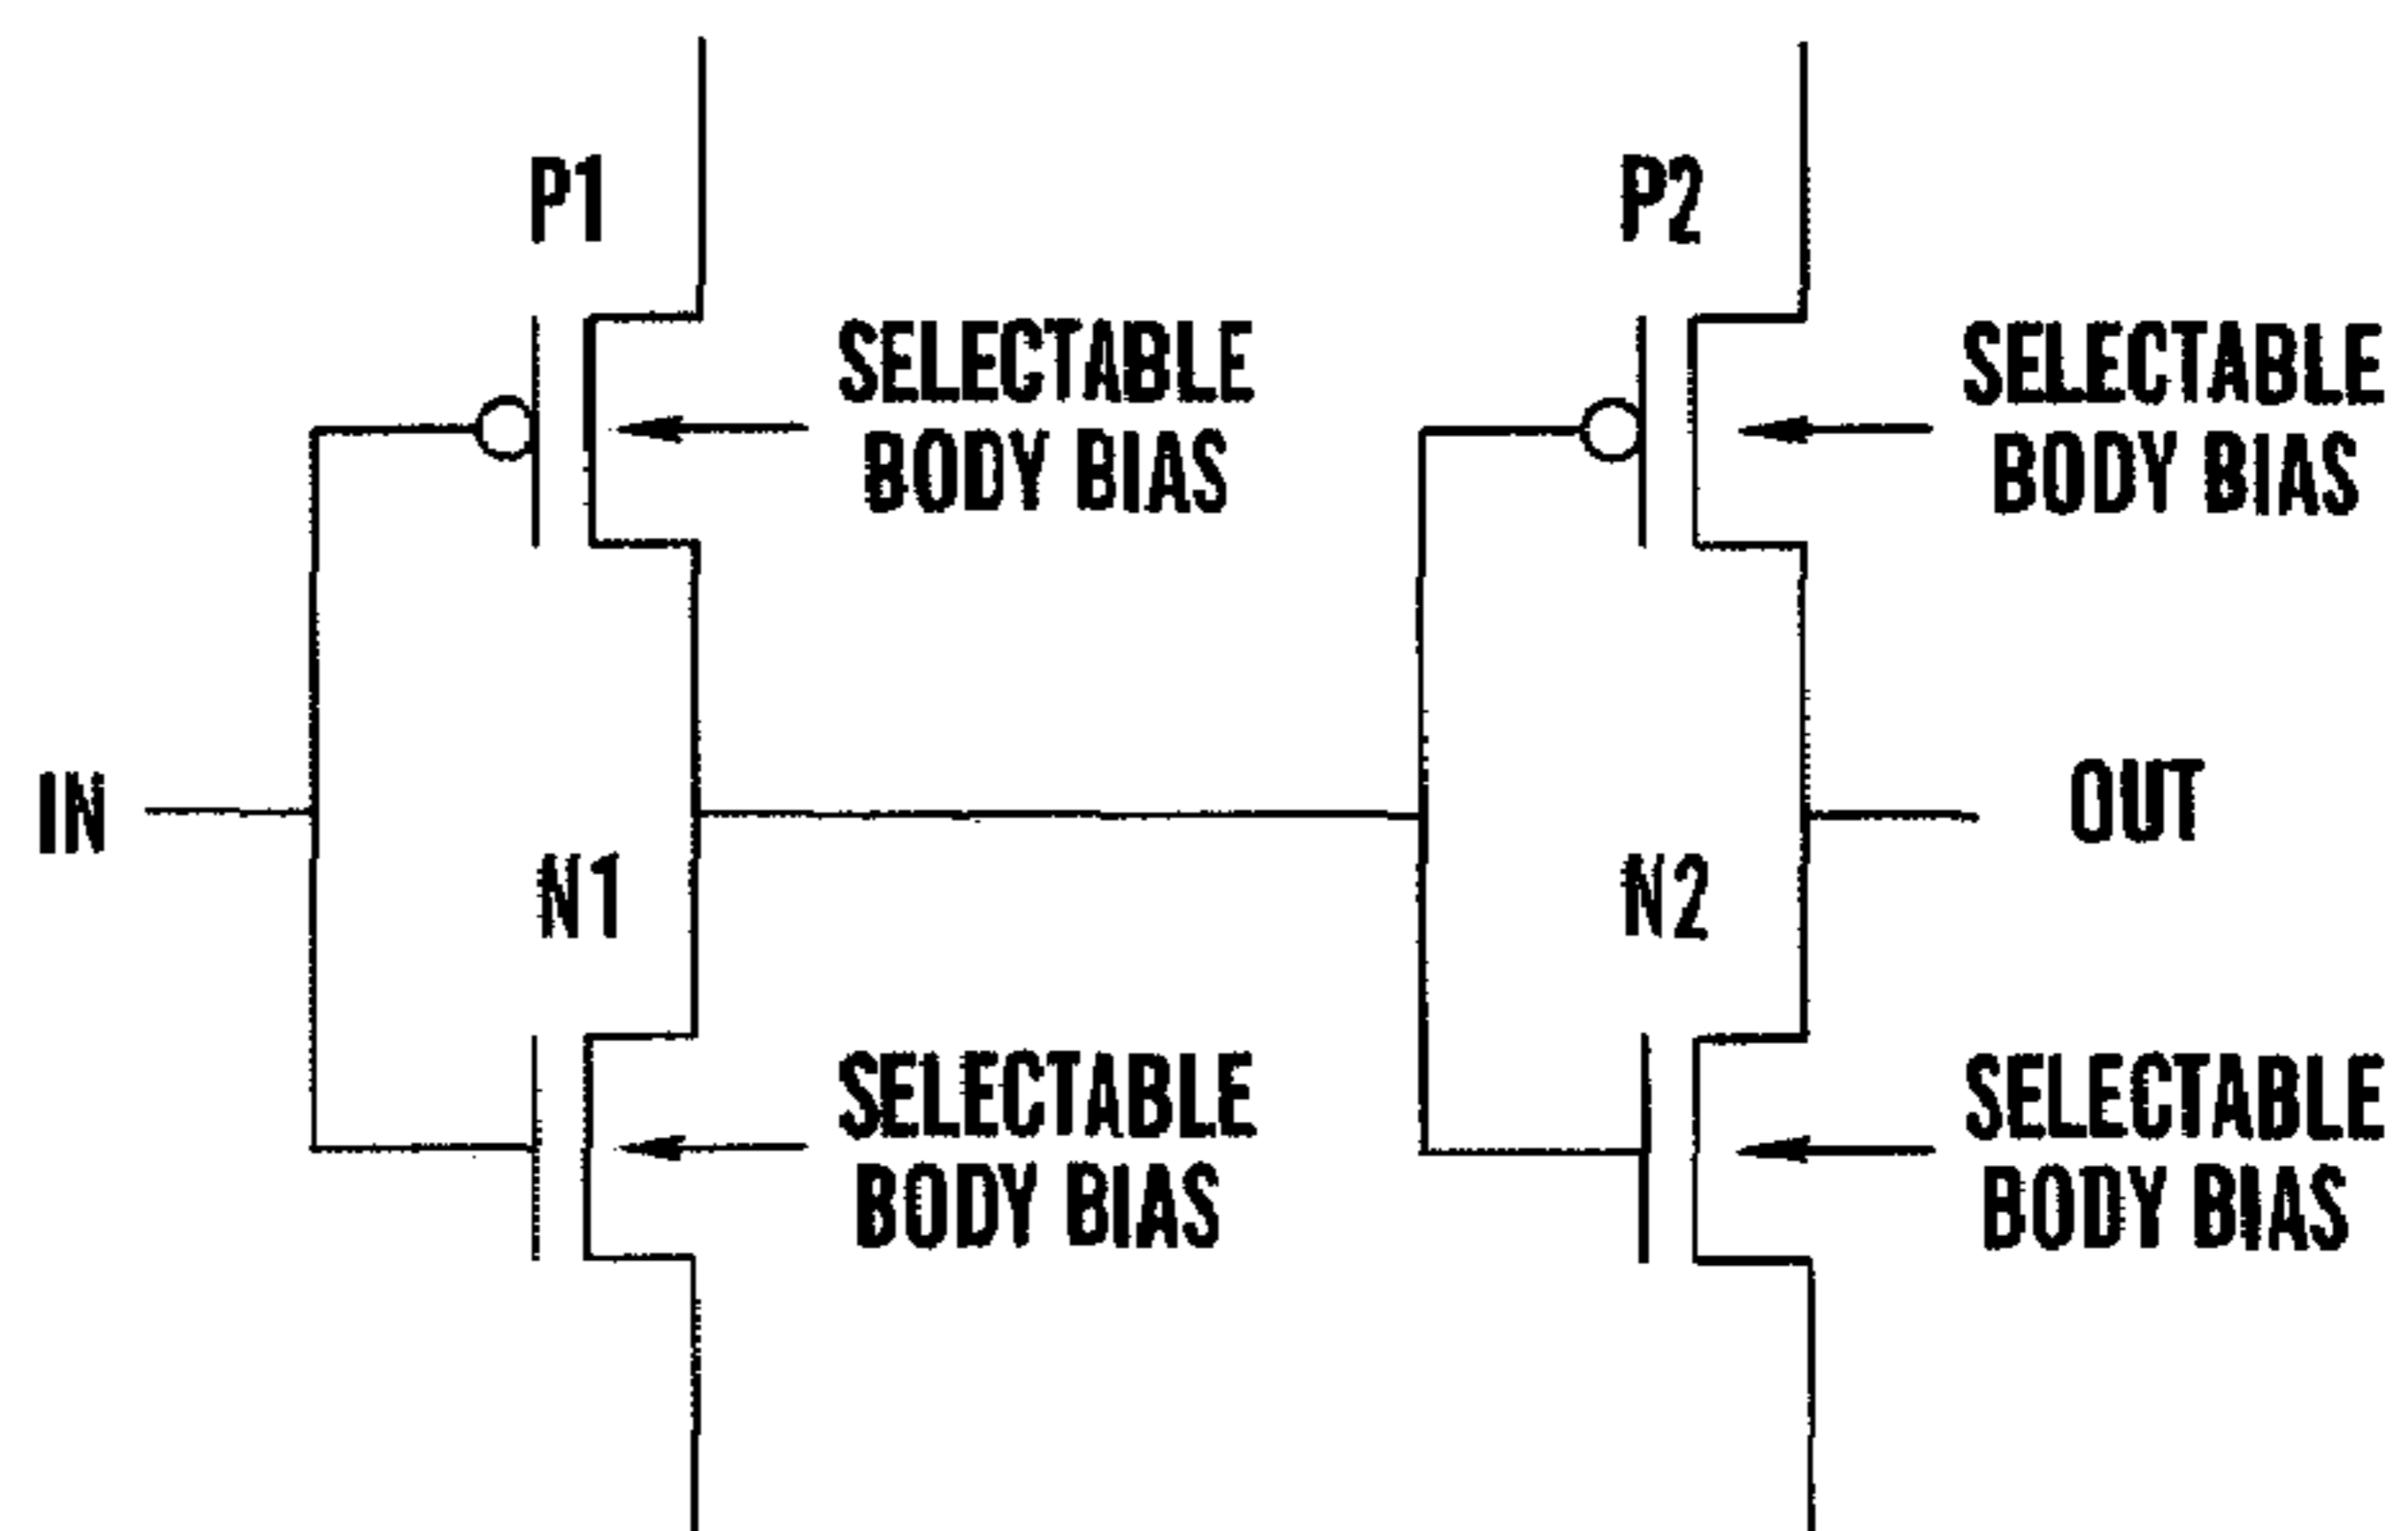 P1
P2
SELECTABLE
BODY BIAS
SELECTABLE
BODY BIAS
IN
OUT
N1
N2
SELECTABLE
BODY BIAS
SELECTABLE
BODY BIAS